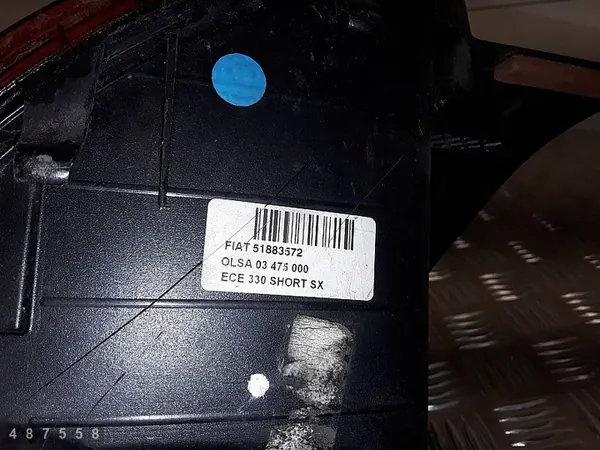 FIAT 51883572
OLSA 03 475 000
ECE 330 SHORT SX
487558